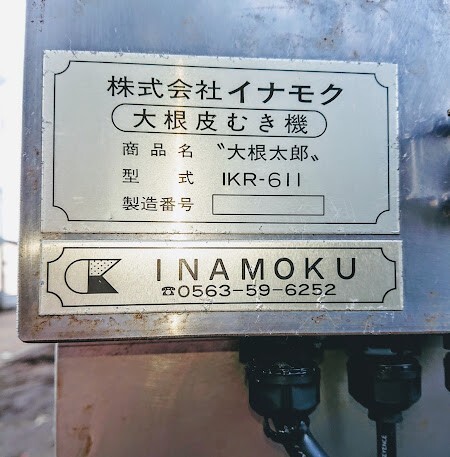 株式会社イナモク
大根皮むき機
商品名 〝大根太郎〟
型式 IKR-611
製造番号
INAMOKU
☎0563-59-6252
KEYENCE